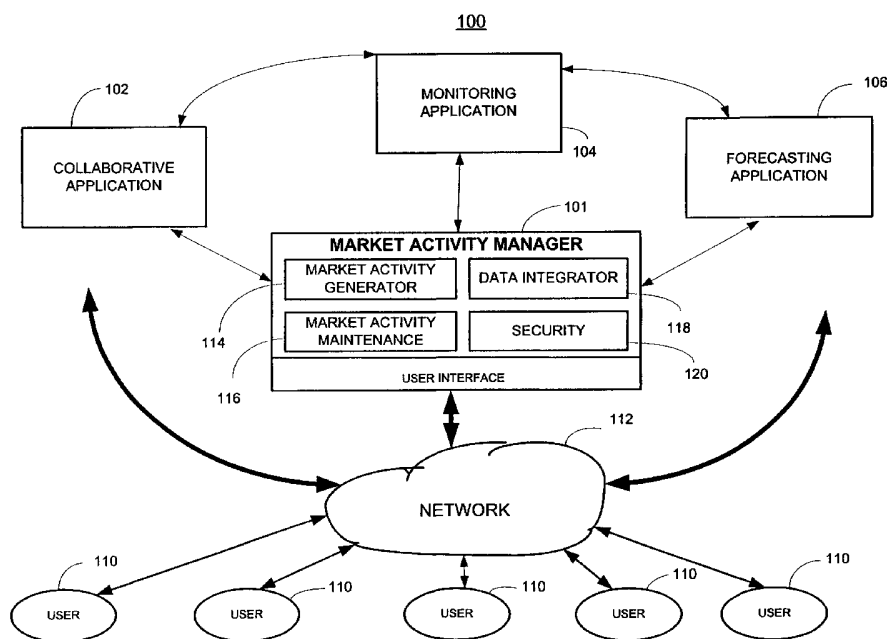 100
102
COLLABORATIVE
APPLICATION
MONITORING
APPLICATION
104
106
FORECASTING
APPLICATION
101
MARKET ACTIVITY MANAGER
MARKET ACTIVITY
GENERATOR
DATA INTEGRATOR
114
118
MARKET ACTIVITY
MAINTENANCE
SECURITY
116
120
USER INTERFACE
112
NETWORK
110
USER
110
USER
110
USER
110
USER
110
USER